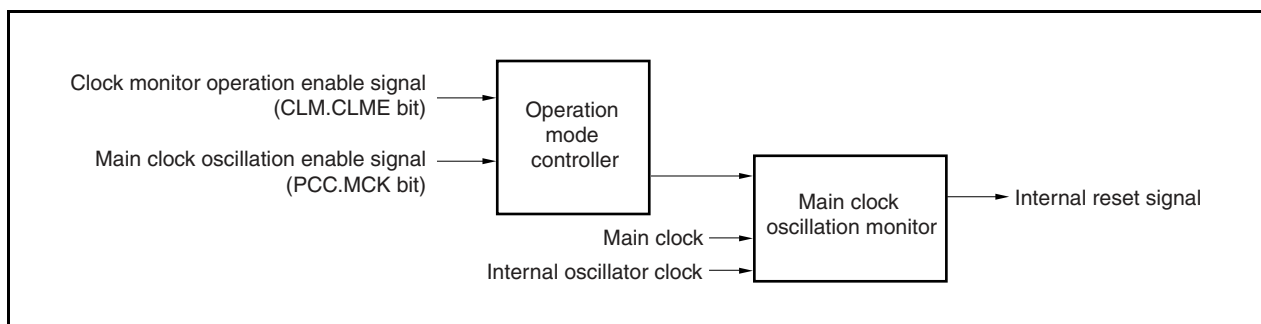 Clock monitor operation enable signal
(CLM.CLME bit)
Main clock oscillation enable signal
(PCC.MCK bit)
Operation
mode
controller
Main clock
Internal oscillator clock
Main clock
oscillation monitor
Internal reset signal